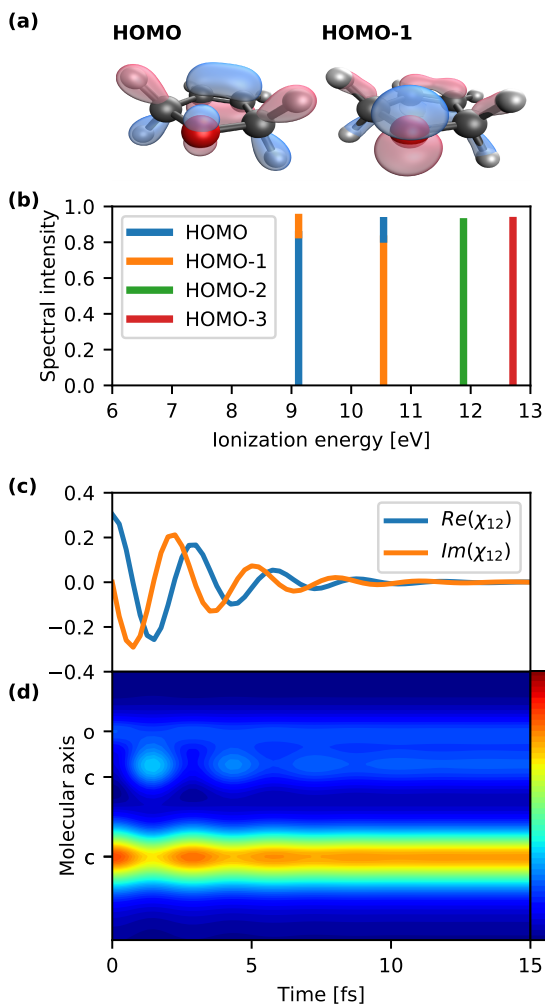 (a)
HOMO HOMO-1
(b)
1.0
0.8
0.6
0.4
0.2
0.0
Spectral intensity
HOMO
HOMO-1
HOMO-2
HOMO-3
6 7 8 9 10 11 12 13
Ionization energy [eV]
(c)
0.4
0.2
0.0
−0.2
−0.4
Re(χ12)
Im(χ12)
(d)
Molecular axis
o
c
c
0 5 10 15
Time [fs]